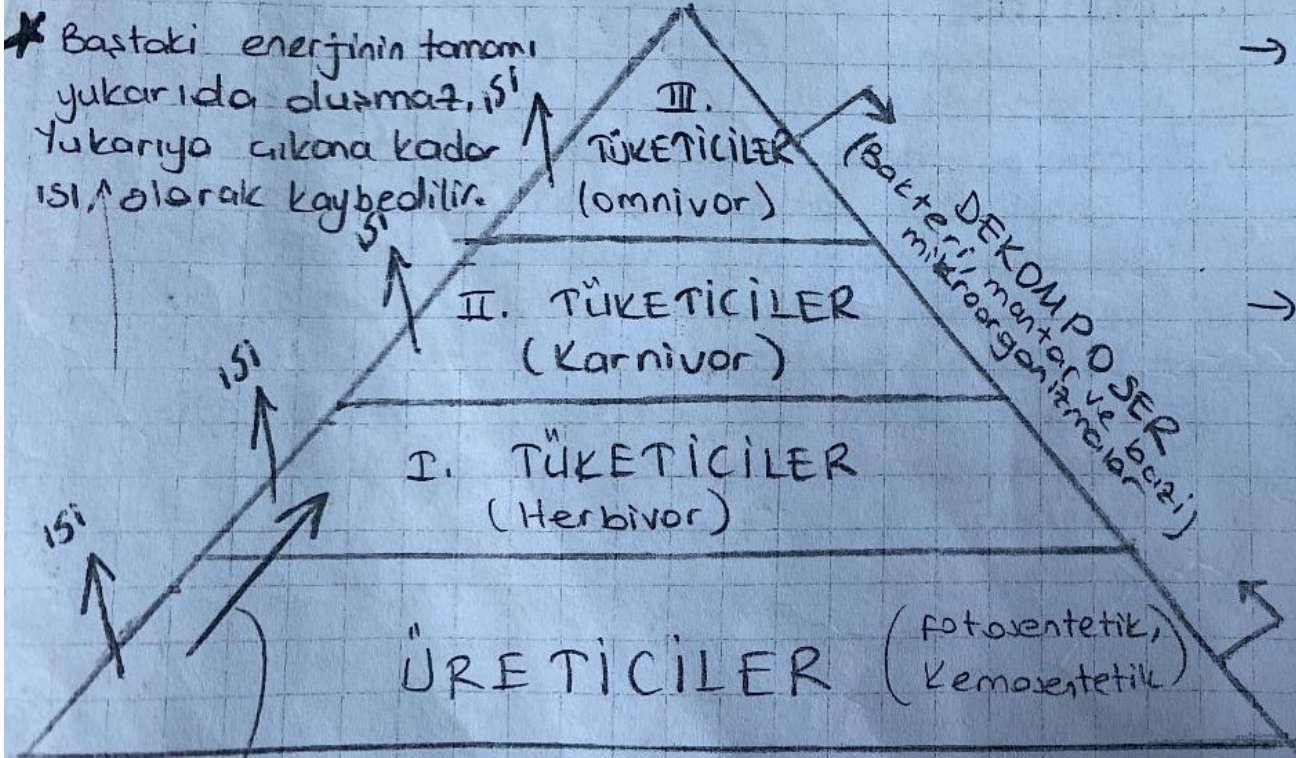 * Baştaki enerjinin tamamı
yukarıda oluşmaz, ısı
Yukarıya çıkana kadar
ısı olarak kaybedilir.
ısı
ısı
ısı
III.
TÜKETİCİLER
(omnivor)
II. TÜKETİCİLER
(Karnivor)
I. TÜKETİCİLER
(Herbivor)
ÜRETİCİLER (fotosentetik,
Kemosentetik)
DEKOMPOSER
(Bakteri, mantar ve bazı
mikroorganizmalar)